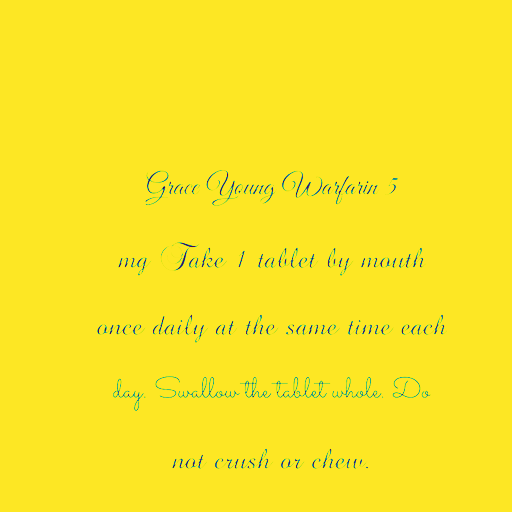 Grace Young Warfarin 5
mg Take 1 tablet by mouth
once daily at the same time each
day. Swallow the tablet whole. Do
not crush or chew.